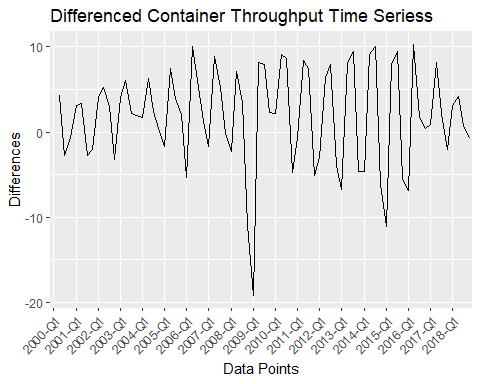 Differenced Container Throughput Time Seriess
10
0
-10
-20
Differences
2000-Q1
2001-Q1
2002-Q1
2003-Q1
2004-Q1
2005-Q1
2006-Q1
2007-Q1
2008-Q1
2009-Q1
2010-Q1
2011-Q1
2012-Q1
2013-Q1
2014-Q1
2015-Q1
2016-Q1
2017-Q1
2018-Q1
Data Points